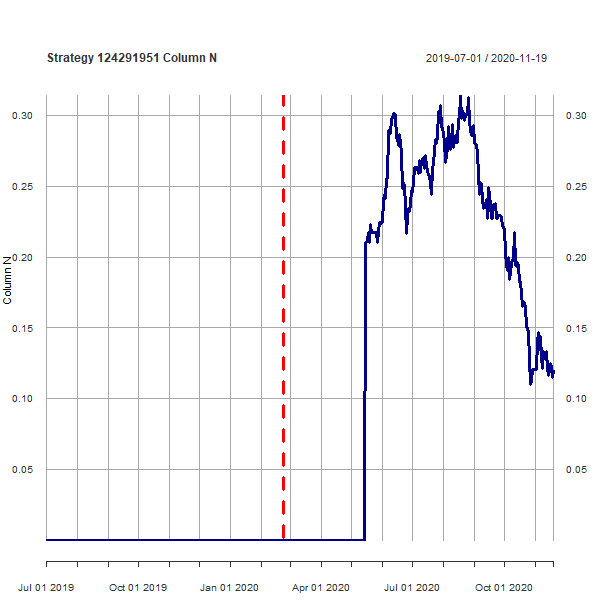 Strategy 124291951 Column N
2019-07-01 / 2020-11-19
0.30
0.30
0.25
0.25
0.20
0.20
Column N
0.15
0.15
0.10
0.10
0.05
0.05
Jul 01 2019
Oct 01 2019
Jan 01 2020
Apr 01 2020
Jul 01 2020
Oct 01 2020